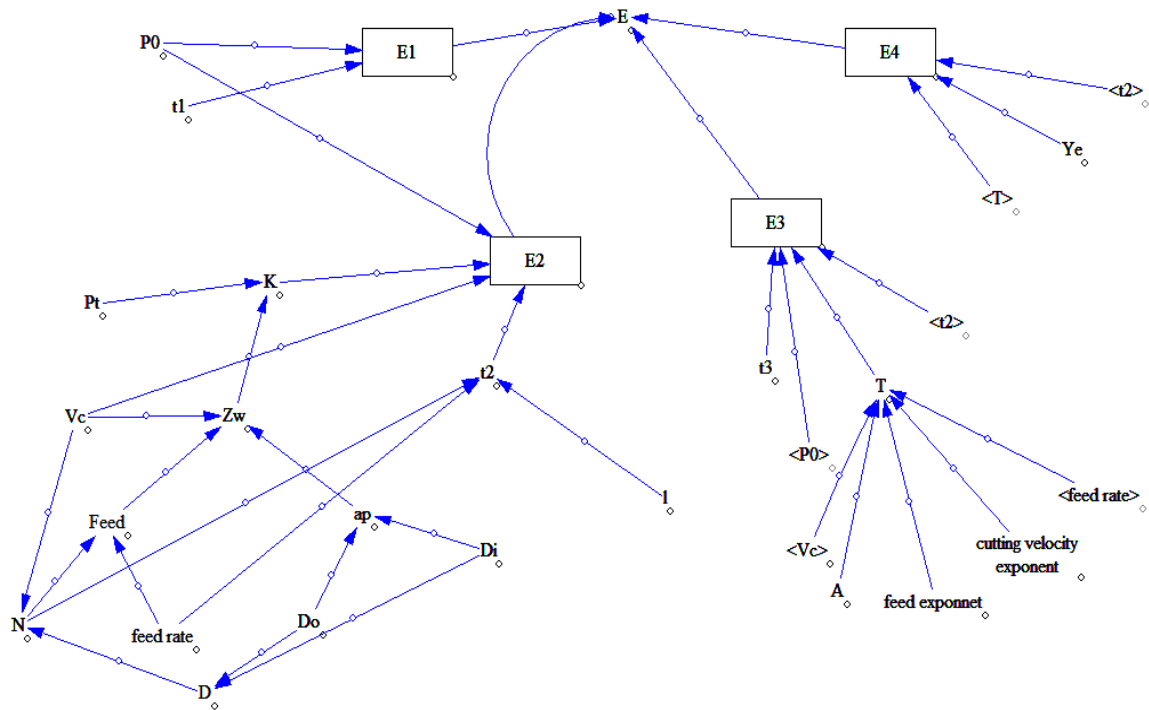 E
P0
E1
E4
t1
<t2>
Ye
<T>
E3
E2
K
Pt
<t2>
t3
t2
T
Vc
Zw
<P0>
<feed rate>
l
ap
Feed
Di
<Vc>
cutting velocity
exponent
A
feed exponnet
N
feed rate
Do
D